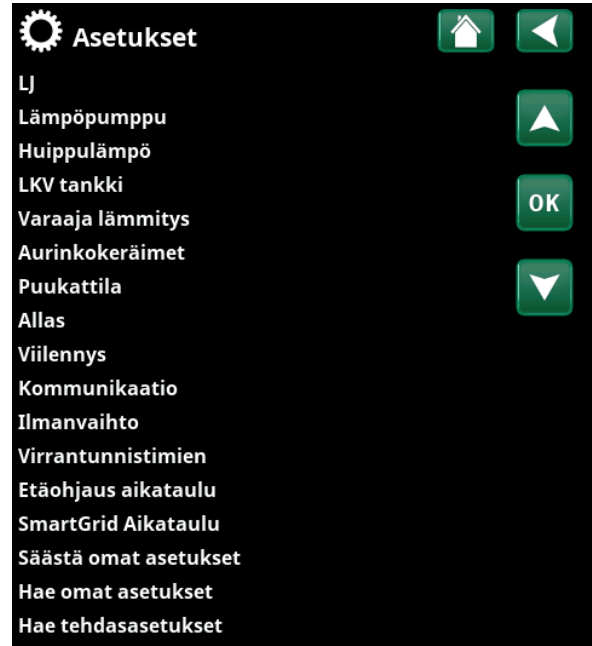 Asetukset
LJ
Lämpöpumppu
Huippulämpö
LKV tankki
Varaaja lämmitys
OK
Aurinkokeräimet
Puukattila
Allas
Viilennys
Kommunikaatio
Ilmanvaihto
Virrantunnistimien
Etäohjaus aikataulu
SmartGrid Aikataulu
Säästä omat asetukset
Hae omat asetukset
Hae tehdasasetukset